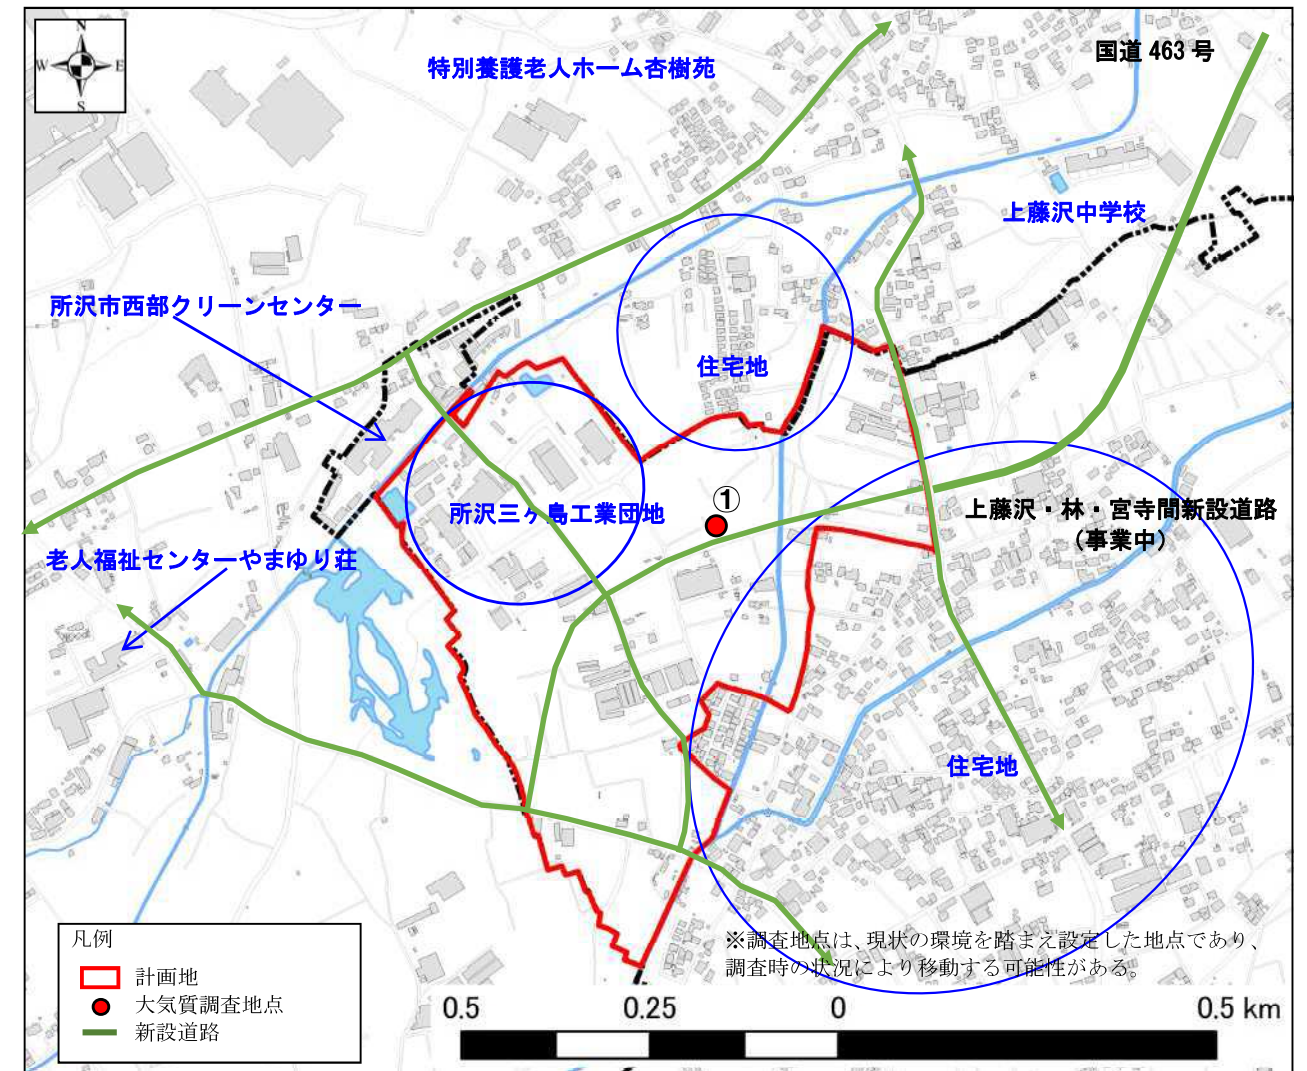 N
W E
S
特別養護老人ホーム杏樹苑
国道 463 号
上藤沢中学校
所沢市西部クリーンセンター
住宅地
①
所沢三ヶ島工業団地
上藤沢・林・宮寺間新設道路
（事業中）
老人福祉センターやまゆり荘
住宅地
※調査地点は、現状の環境を踏まえ設定した地点であり、
調査時の状況により移動する可能性がある。
凡例
計画地
大気質調査地点
新設道路
0.5 0.25 0 0.5 km